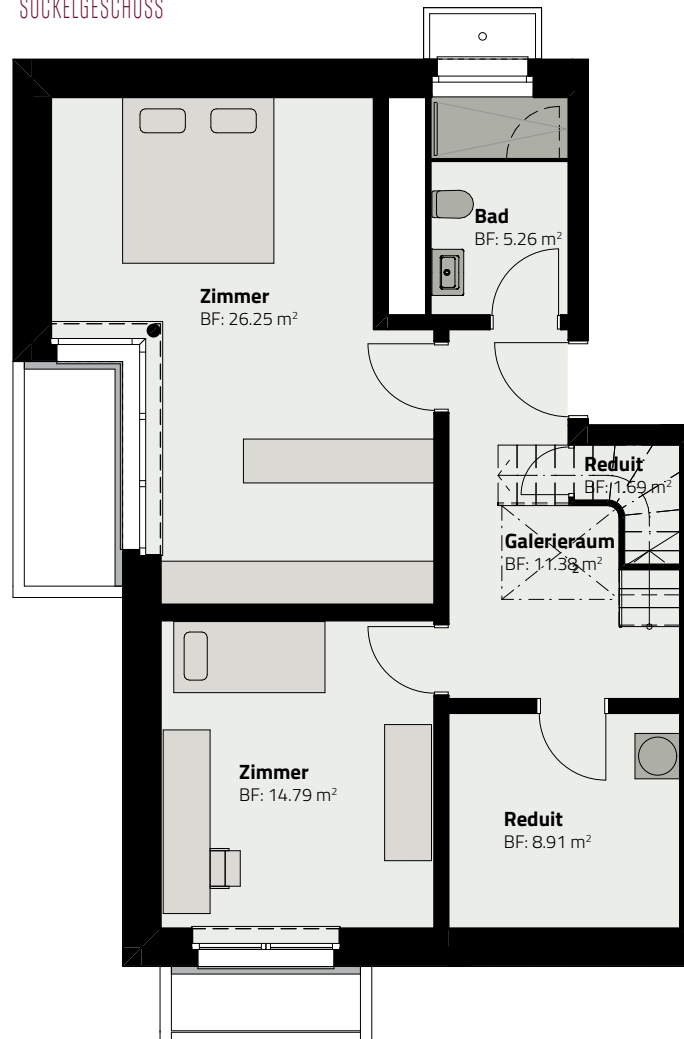 SOCKELGESCHOSS
Bad
BF: 5.26 m²
Zimmer
BF: 26.25 m²
Reduit
BF: 1.69 m²
Galerieraum
BF: 11.38 m²
Zimmer
BF: 14.79 m²
Reduit
BF: 8.91 m²